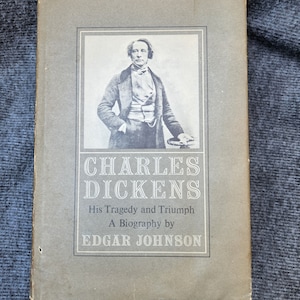 CHARLES
DICKENS
His Tragedy and Triumph
A Biography by
EDGAR JOHNSON